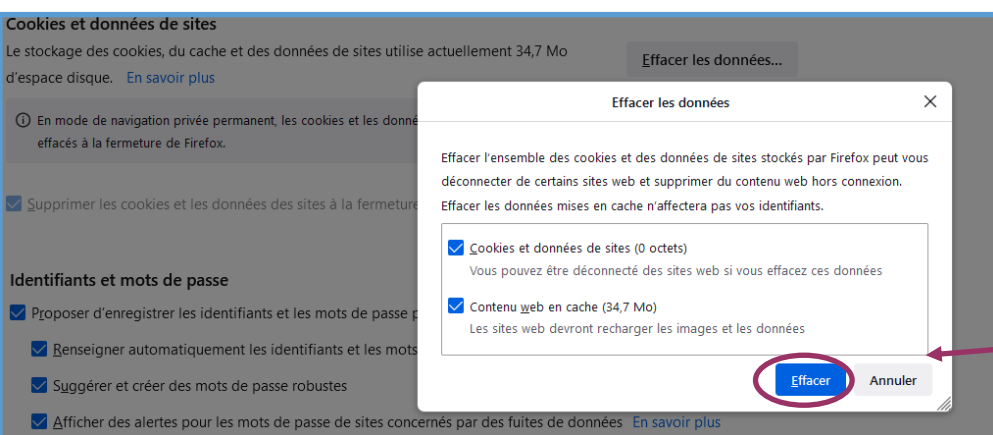 Cookies et données de sites
Le stockage des cookies, du cache et des données de sites utilise actuellement 34,7 Mo
d'espace disque. En savoir plus
Effacer les données...
En mode de navigation privée permanent, les cookies et les donné
effacés à la fermeture de Firefox.
Supprimer les cookies et les données des sites à la fermeture
Identifiants et mots de passe
Proposer d'enregistrer les identifiants et les mots de passe p
Renseigner automatiquement les identifiants et les mots
Suggérer et créer des mots de passe robustes
Afficher des alertes pour les mots de passe de sites concernés par des fuites de données En savoir plus
Effacer les données
Effacer l'ensemble des cookies et des données de sites stockés par Firefox peut vous
déconnecter de certains sites web et supprimer du contenu web hors connexion.
Effacer les données mises en cache n'affectera pas vos identifiants.
Cookies et données de sites (0 octets)
Vous pouvez être déconnecté des sites web si vous effacez ces données
Contenu web en cache (34,7 Mo)
Les sites web devront recharger les images et les données
Effacer Annuler